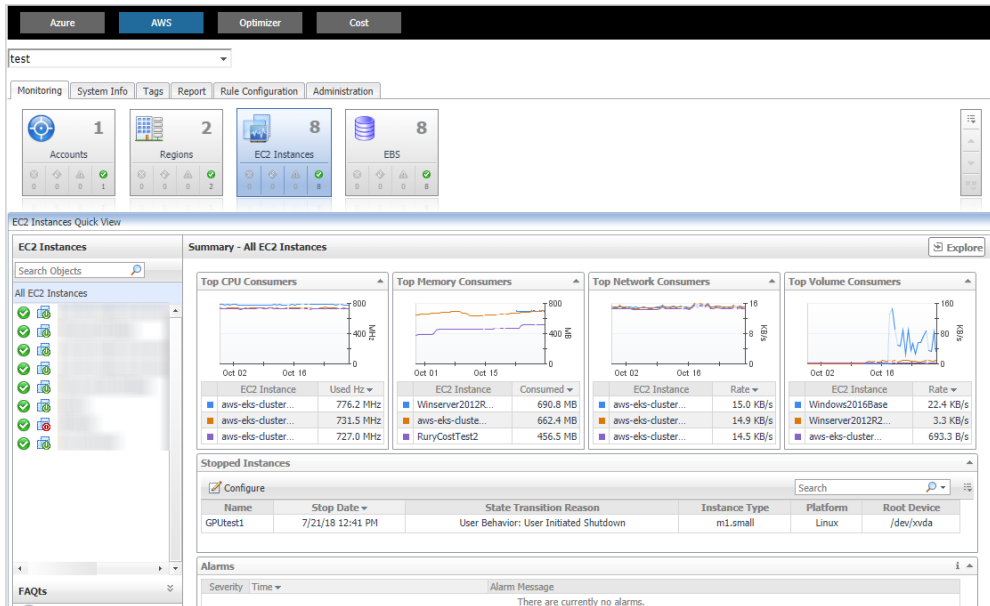 Azure AWS Optimizer Cost
test
Monitoring System Info Tags Report Rule Configuration Administration
1 2 8 8
Accounts Regions EC2 Instances EBS
0 0 0 1 0 0 0 2 0 0 0 8 0 0 0 8
EC2 Instances Quick View
EC2 Instances
Search Objects
All EC2 Instances
FAQts
Summary - All EC2 Instances Explore
Top CPU Consumers
800
400
0
MHz
Oct 02 Oct 16
EC2 Instance Used Hz
aws-eks-cluster... 776.2 MHz
aws-eks-cluster... 731.5 MHz
aws-eks-cluster... 727.0 MHz
Top Memory Consumers
800
400
0
MB
Oct 01 Oct 15
EC2 Instance Consumed
Winserver2012R... 690.8 MB
aws-eks-cluste... 662.4 MB
RuryCostTest2 456.5 MB
Top Network Consumers
16
8
0
KB/s
Oct 02 Oct 16
EC2 Instance Rate
aws-eks-cluster... 15.0 KB/s
aws-eks-cluster... 14.9 KB/s
aws-eks-cluster... 14.5 KB/s
Top Volume Consumers
160
80
0
KB/s
Oct 02 Oct 16
EC2 Instance Rate
Windows2016Base 22.4 KB/s
Winserver2012R2... 3.3 KB/s
aws-eks-cluster... 693.3 B/s
Stopped Instances
Configure Search
Name Stop Date State Transition Reason Instance Type Platform Root Device
GPUtest1 7/21/18 12:41 PM User Behavior: User Initiated Shutdown m1.small Linux /dev/xvda
Alarms i
Severity Time Alarm Message
There are currently no alarms.